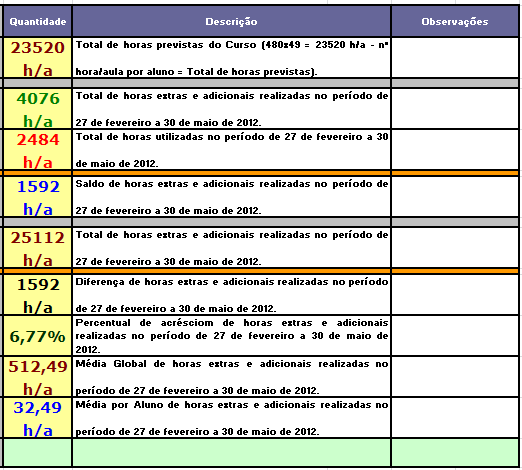 Quantidade Descrição Observações
23520 h/a
Total de horas previstas do Curso (480x49 = 23520 h/a - nº
hora/aula por aluno = Total de horas previstas).
4076 h/a
Total de horas extras e adicionais realizadas no período de
27 de fevereiro a 30 de maio de 2012.
2484 h/a
Total de horas utilizadas no período de 27 de fevereiro a 30
de maio de 2012.
1592 h/a
Saldo de horas extras e adicionais realizadas no período de
27 de fevereiro a 30 de maio de 2012.
25112 h/a
Total de horas extras e adicionais realizadas no período de
27 de fevereiro a 30 de maio de 2012.
1592 h/a
Diferença de horas extras e adicionais realizadas no período
de 27 de fevereiro a 30 de maio de 2012.
6,77%
Percentual de acrésciom de horas extras e adicionais
realizadas no período de 27 de fevereiro a 30 de maio de
2012.
512,49 h/a
Média Global de horas extras e adicionais realizadas no
período de 27 de fevereiro a 30 de maio de 2012.
32,49 h/a
Média por Aluno de horas extras e adicionais realizadas no
período de 27 de fevereiro a 30 de maio de 2012.